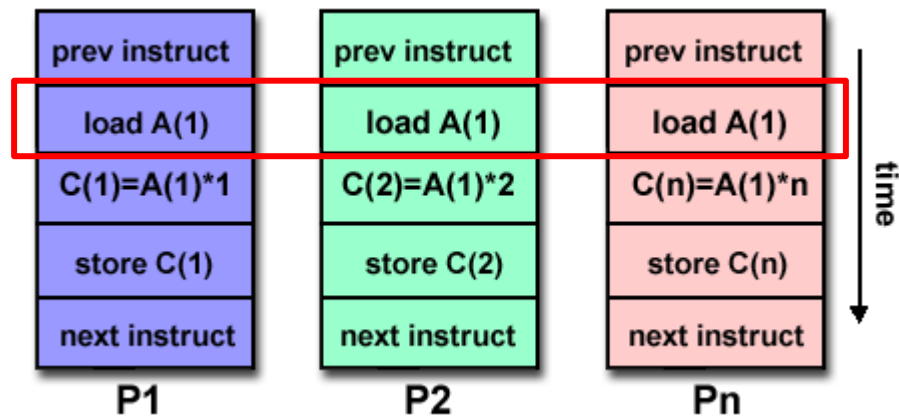 prev instruct prev instruct prev instruct
load A(1) load A(1) load A(1)
C(1)=A(1)*1 C(2)=A(1)*2 C(n)=A(1)*n
store C(1) store C(2) store C(n)
next instruct next instruct next instruct
P1 P2 Pn
time